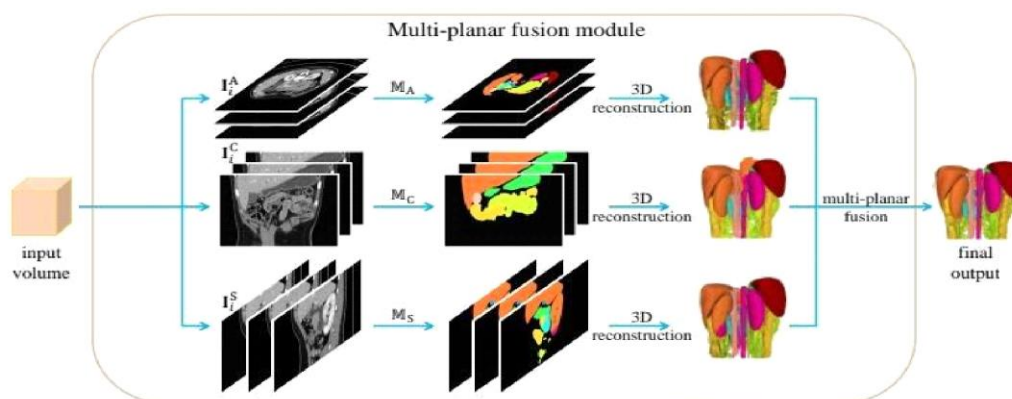 Multi-planar fusion module
I_i^A
𝕄_A
3D
reconstruction
I_i^C
𝕄_C
3D
reconstruction
multi-planar
fusion
input
volume
final
output
I_i^S
𝕄_S
3D
reconstruction